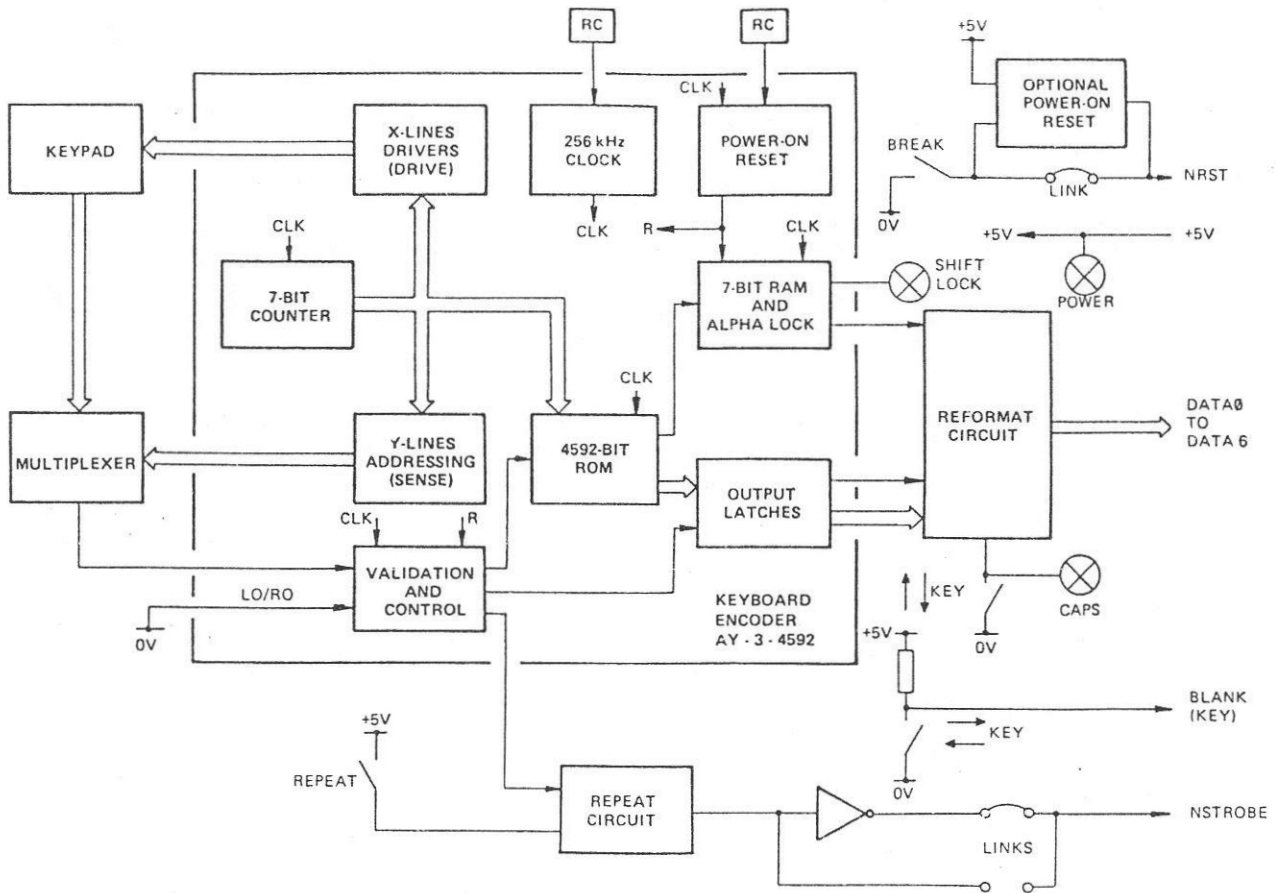 RC
RC
+5V
OPTIONAL
POWER-ON
RESET
CLK
KEYPAD
X-LINES
DRIVERS
(DRIVE)
256 kHz
CLOCK
POWER-ON
RESET
BREAK
LINK
NRST
0V
CLK
CLK
R
CLK
+5V
+5V
7-BIT
COUNTER
7-BIT RAM
AND
ALPHA LOCK
SHIFT
LOCK
POWER
CLK
MULTIPLEXER
Y-LINES
ADDRESSING
(SENSE)
4592-BIT
ROM
REFORMAT
CIRCUIT
DATA0
TO
DATA 6
OUTPUT
LATCHES
CLK
R
VALIDATION
AND
CONTROL
LO/RO
0V
KEYBOARD
ENCODER
AY - 3 - 4592
KEY
CAPS
+5V
0V
BLANK
(KEY)
KEY
+5V
REPEAT
0V
REPEAT
CIRCUIT
LINKS
NSTROBE